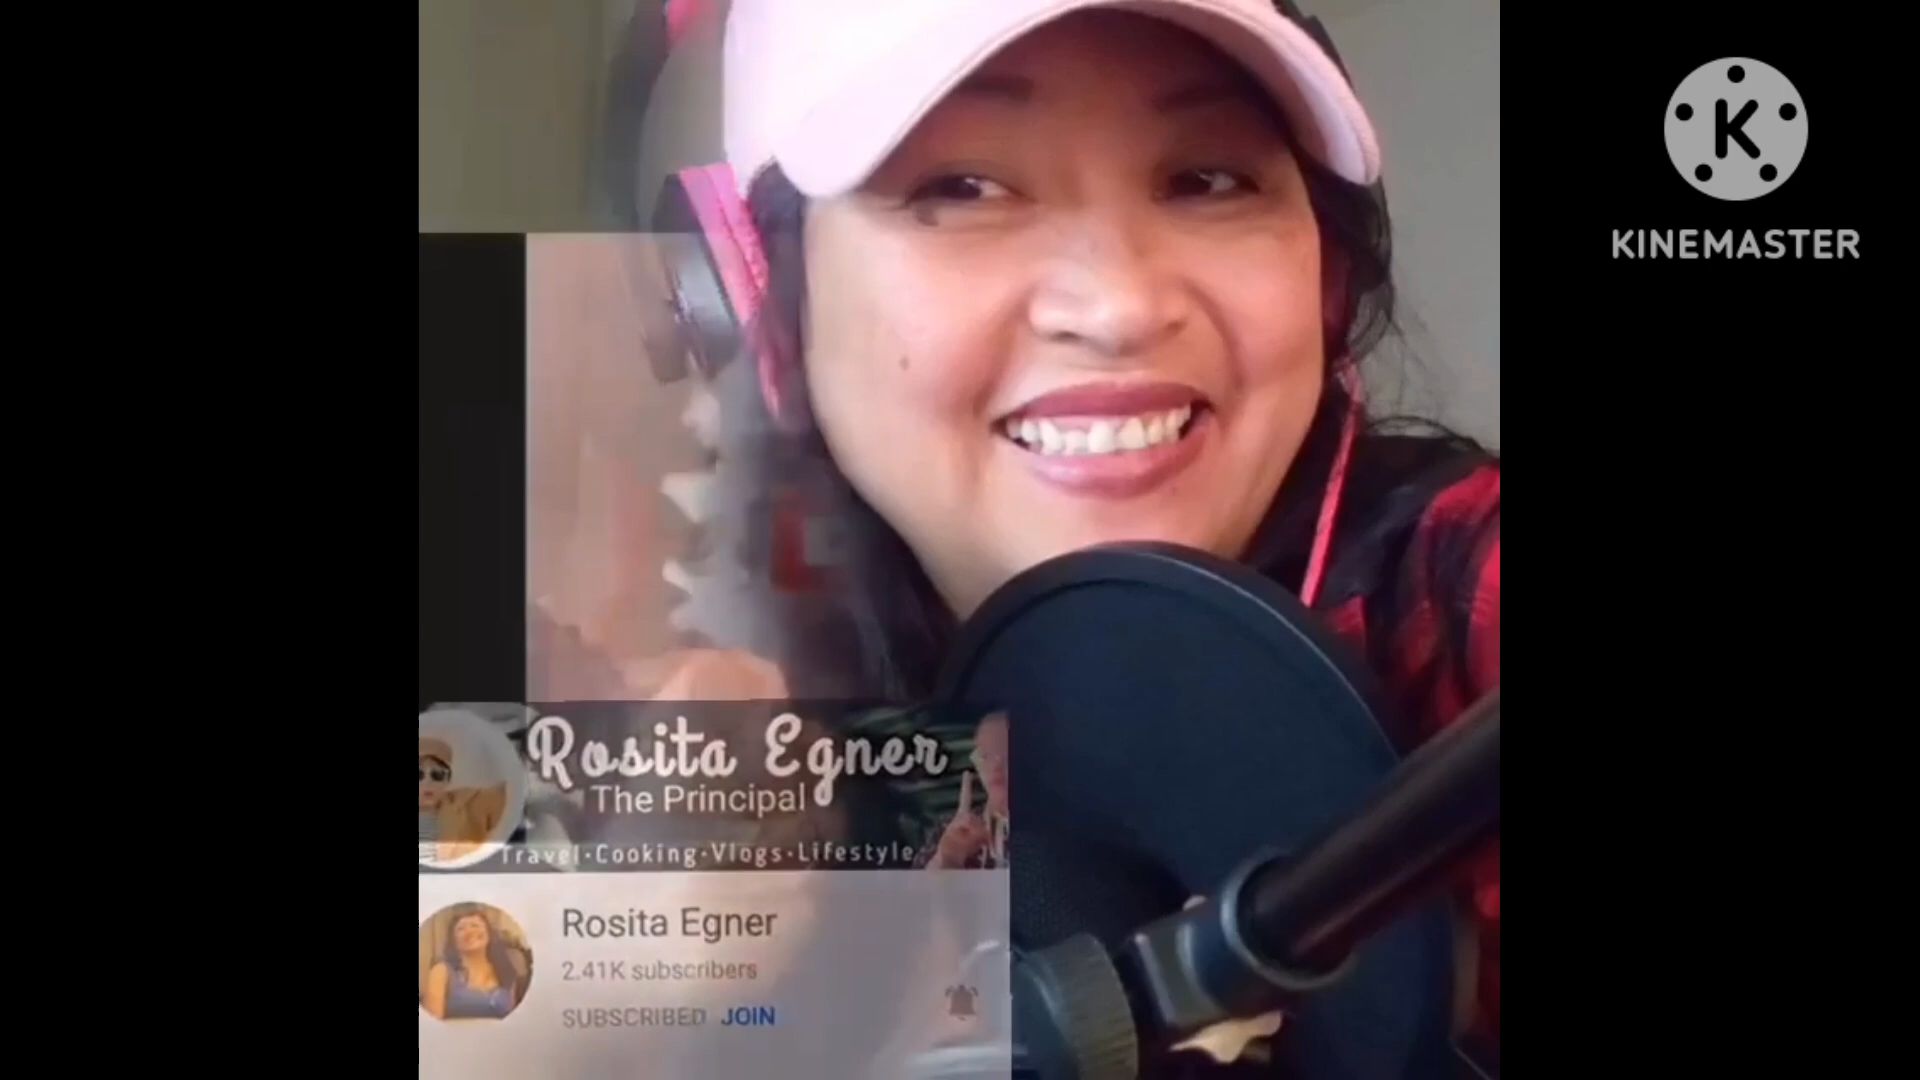 K
KINEMASTER
Rosita Egner
The Principal
Travel·Cooking·Vlogs·Lifestyle
Rosita Egner
2.41K subscribers
SUBSCRIBED JOIN